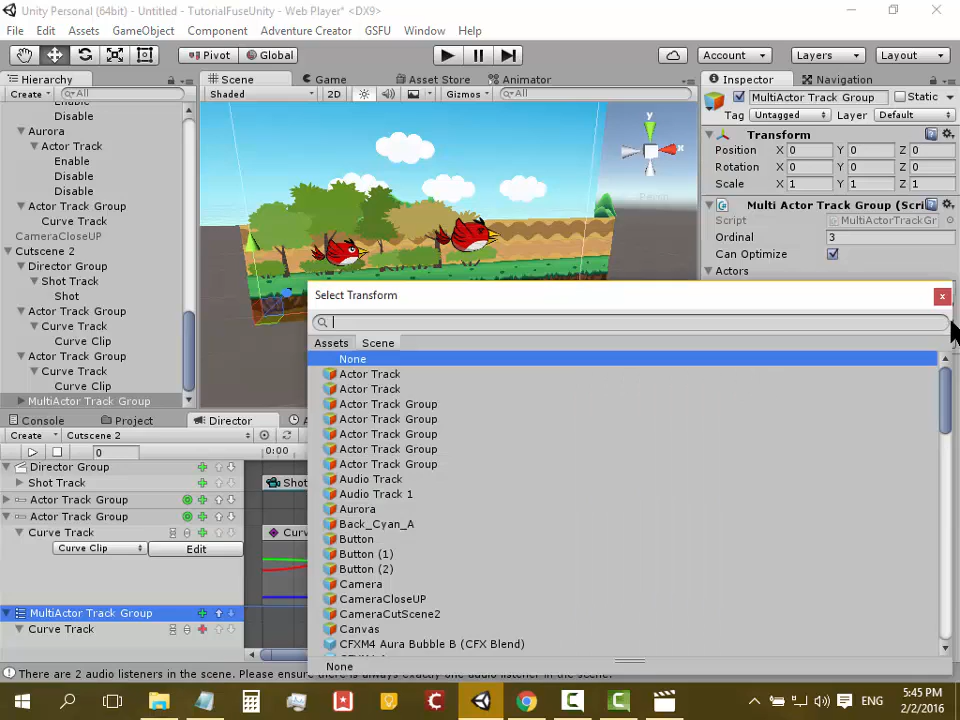 Unity Personal (64bit) - Untitled - TutorialFuseUnity - Web Player* <DX9>
File Edit Assets GameObject Component Adventure Creator GSFU Window Help
Pivot Global Account Layers Layout
Hierarchy Scene Game Asset Store Animator Inspector Navigation
Create All Shaded 2D Gizmos All MultiActor Track Group Static
Enable
Disable
Tag Untagged Layer Default
Aurora
Transform
Actor Track
Position X 0 Y 0 Z 0
Enable
Rotation X 0 Y 0 Z 0
Disable
Scale X 1 Y 1 Z 1
Disable
Actor Track Group
Multi Actor Track Group (Scri
Curve Track
Script MultiActorTrackGr
CameraCloseUP
Ordinal 3
Cutscene 2
Can Optimize
Director Group
Actors
Shot Track
Shot
Actor Track Group
Curve Track
Curve Clip
Actor Track Group
Curve Track
Curve Clip
MultiActor Track Group
Select Transform
Assets Scene
None
Actor Track
Actor Track
Actor Track Group
Actor Track Group
Actor Track Group
Actor Track Group
Actor Track Group
Audio Track
Audio Track 1
Aurora
Back_Cyan_A
Button
Button (1)
Button (2)
Camera
CameraCloseUP
CameraCutScene2
Canvas
CFXM4 Aura Bubble B (CFX Blend)
None
Console Project Director
Create Cutscene 2
0 0:00
Director Group
Shot Track Shot
Actor Track Group
Actor Track Group
Curve Track Curv
Curve Clip Edit
MultiActor Track Group
Curve Track
There are 2 audio listeners in the scene. Please ensure there is always exactly one audio listener in the scene.
ENG
5:45 PM
2/2/2016